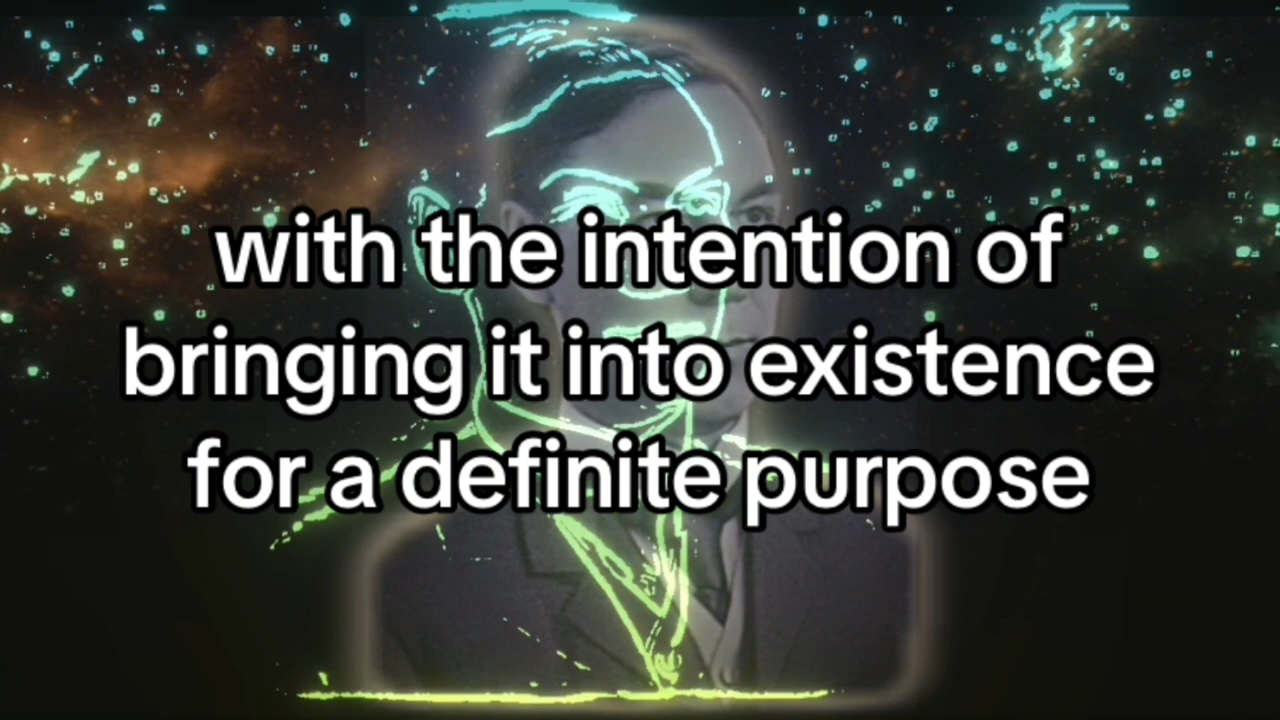 with the intention of
bringing it into existence
for a definite purpose